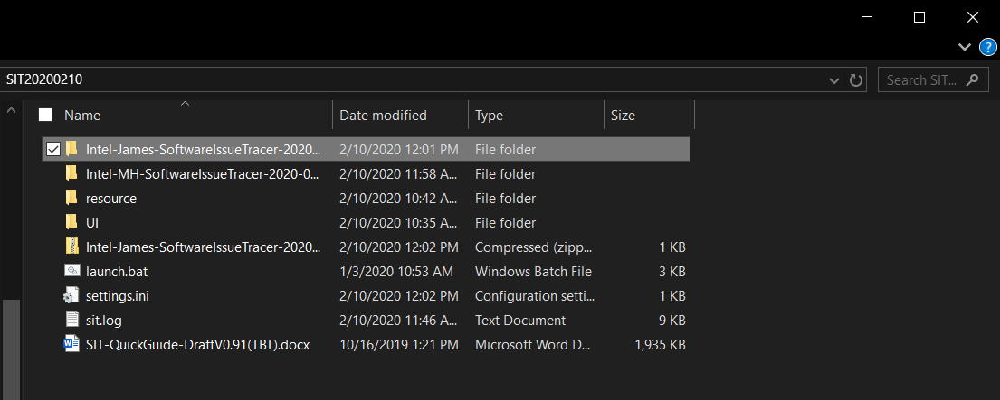 SIT20200210
Search SIT...
Name Date modified Type Size
Intel-James-SoftwareIssueTracer-2020... 2/10/2020 12:01 PM File folder
Intel-MH-SoftwareIssueTracer-2020-0... 2/10/2020 11:58 A... File folder
resource 2/10/2020 10:42 A... File folder
UI 2/10/2020 10:35 A... File folder
Intel-James-SoftwareIssueTracer-2020... 2/10/2020 12:02 PM Compressed (zipp... 1 KB
launch.bat 1/3/2020 10:53 AM Windows Batch File 3 KB
settings.ini 2/10/2020 12:02 PM Configuration setti... 1 KB
sit.log 2/10/2020 11:46 A... Text Document 9 KB
SIT-QuickGuide-DraftV0.91(TBT).docx 10/16/2019 1:21 PM Microsoft Word D... 1,935 KB